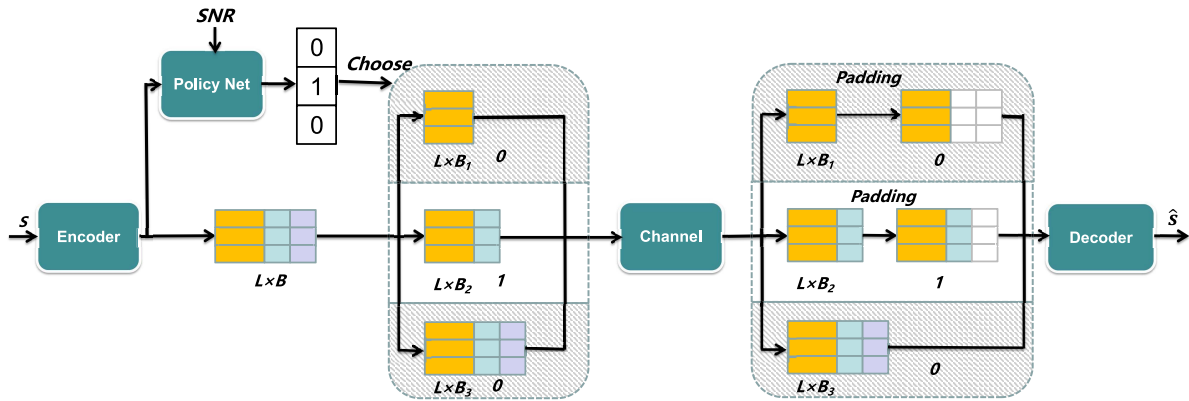 SNR
Policy Net
0
1
0
Choose
L×B₁ 0
S
Encoder
L×B
L×B₂ 1
L×B₃ 0
Channel
Padding
L×B₁ 0
Padding
L×B₂ 1
L×B₃ 0
Decoder
ŝ